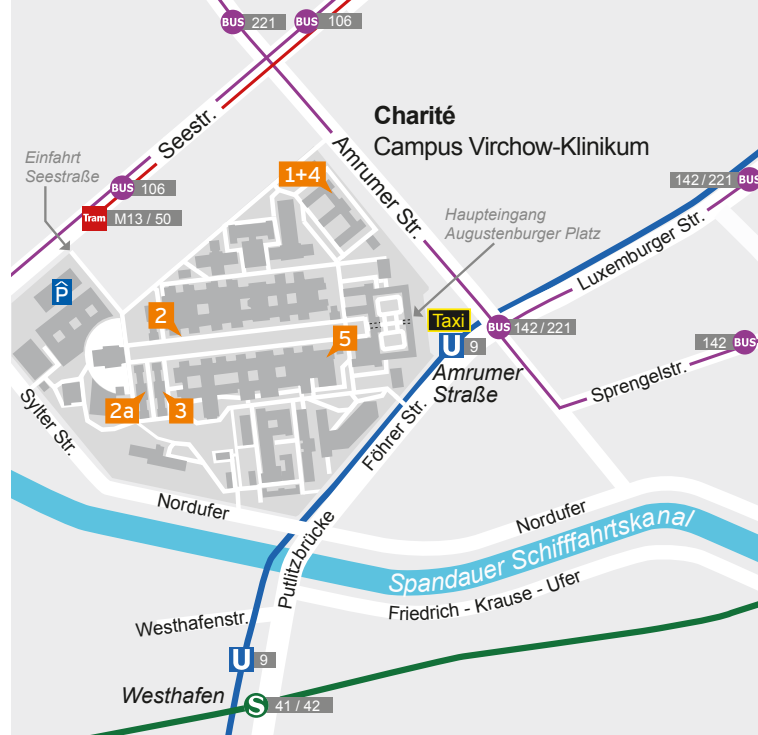 BUS 221
BUS 106
Charité
Campus Virchow-Klinikum
Seestr.
Amrumer Str.
Einfahrt
Seestraße
1+4
BUS 106
142 / 221 BUS
Tram M13 / 50
Haupteingang
Augustenburger Platz
Luxemburger Str.
P
2
Taxi
5
BUS 142 / 221
U 9
142 BUS
Amrumer
Straße
Sprengelstr.
2a
3
Sylter Str.
Föhrer Str.
Nordufer
Nordufer
Putlitzbrücke
Spandauer Schifffahrtskanal
Friedrich - Krause - Ufer
Westhafenstr.
U 9
Westhafen
S 41 / 42